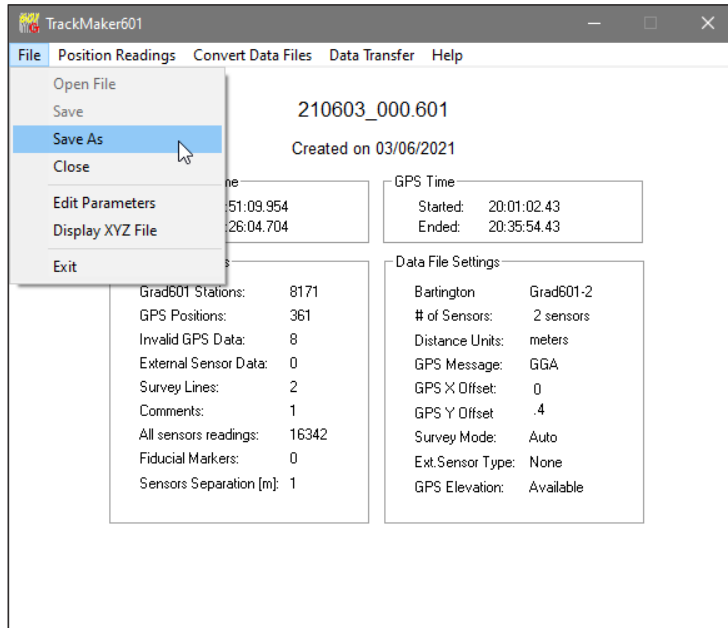 TrackMaker601
File Position Readings Convert Data Files Data Transfer Help
Open File
Save
Save As
Close
Edit Parameters
Display XYZ File
Exit
210603_000.601
Created on 03/06/2021
:51:09.954
:26:04.704
GPS Time
Started: 20:01:02.43
Ended: 20:35:54.43
Grad601 Stations: 8171
GPS Positions: 361
Invalid GPS Data: 8
External Sensor Data: 0
Survey Lines: 2
Comments: 1
All sensors readings: 16342
Fiducial Markers: 0
Sensors Separation [m]: 1
Data File Settings
Bartington Grad601-2
# of Sensors: 2 sensors
Distance Units: meters
GPS Message: GGA
GPS X Offset: 0
GPS Y Offset .4
Survey Mode: Auto
Ext.Sensor Type: None
GPS Elevation: Available